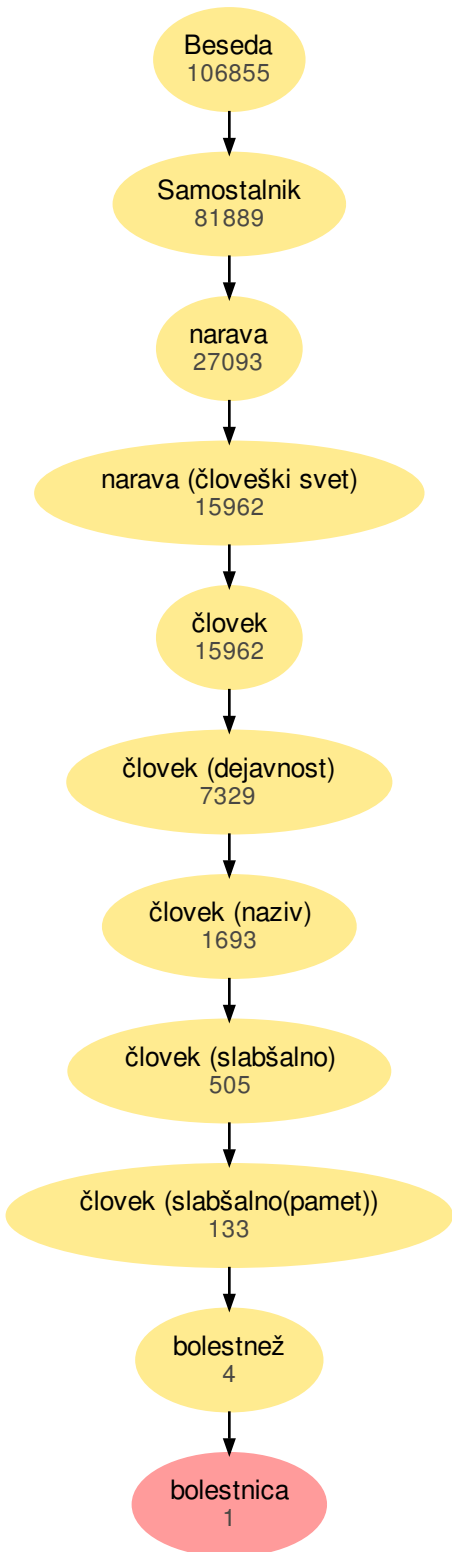 Beseda
106855
Samostalnik
81889
narava
27093
narava (človeški svet)
15962
človek
15962
človek (dejavnost)
7329
človek (naziv)
1693
človek (slabšalno)
505
človek (slabšalno(pamet))
133
bolestnež
4
bolestnica
1